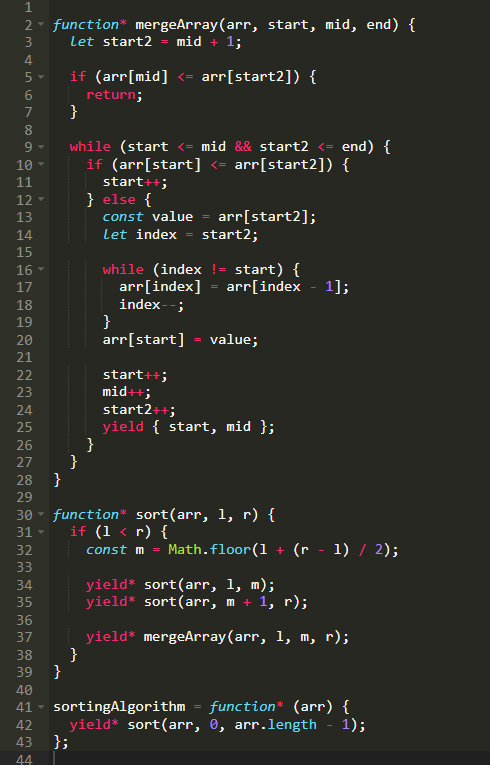 1
2 function* mergeArray(arr, start, mid, end) {
3   let start2 = mid + 1;
4
5   if (arr[mid] <= arr[start2]) {
6     return;
7   }
8
9   while (start <= mid && start2 <= end) {
10     if (arr[start] <= arr[start2]) {
11       start++;
12     } else {
13       const value = arr[start2];
14       let index = start2;
15
16       while (index != start) {
17         arr[index] = arr[index - 1];
18         index--;
19       }
20       arr[start] = value;
21
22       start++;
23       mid++;
24       start2++;
25       yield { start, mid };
26     }
27   }
28 }
29
30 function* sort(arr, l, r) {
31   if (l < r) {
32     const m = Math.floor(l + (r - l) / 2);
33
34     yield* sort(arr, l, m);
35     yield* sort(arr, m + 1, r);
36
37     yield* mergeArray(arr, l, m, r);
38   }
39 }
40
41 sortingAlgorithm = function* (arr) {
42   yield* sort(arr, 0, arr.length - 1);
43 };
44